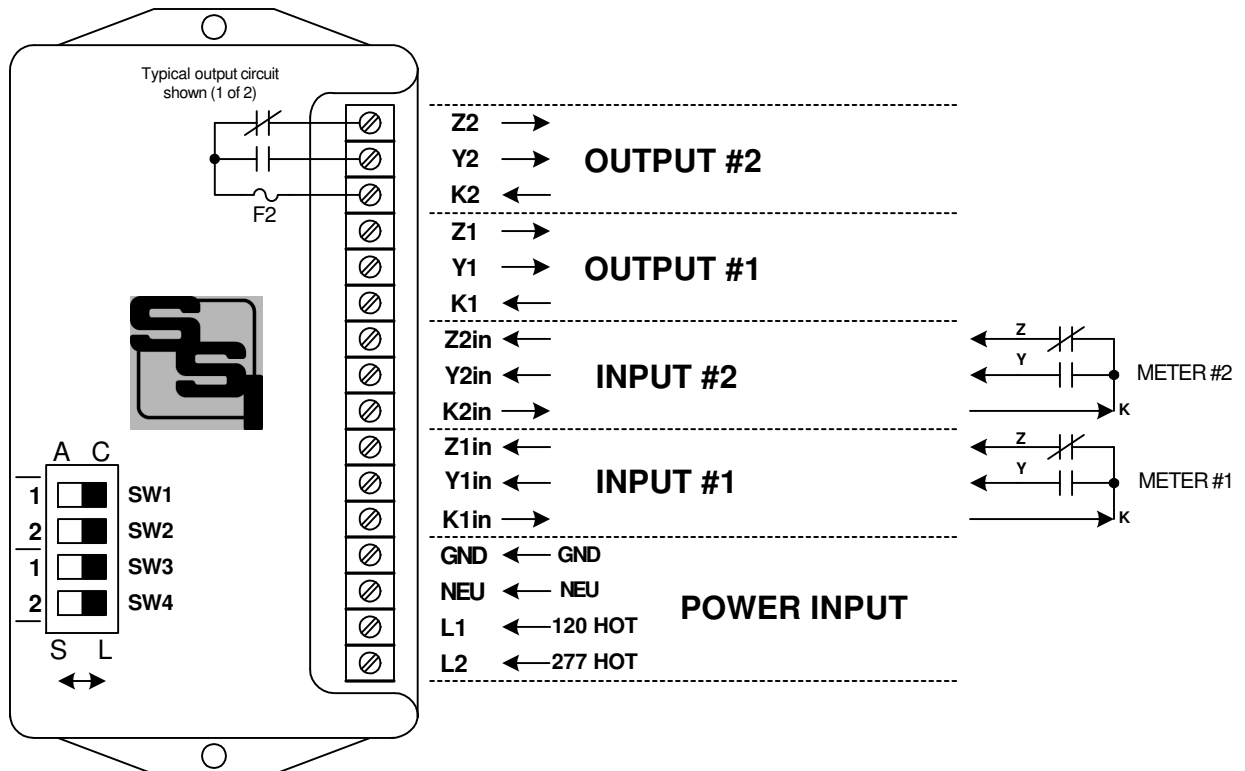 Typical output circuit
shown (1 of 2)
F2
SSI
A C
1 SW1
2 SW2
1 SW3
2 SW4
S L
Z2
Y2 OUTPUT #2
K2
Z1
Y1 OUTPUT #1
K1
Z2in
Y2in INPUT #2
K2in
Z Y METER #2
K
Z1in
Y1in INPUT #1
K1in
Z Y METER #1
K
GND GND
NEU NEU
POWER INPUT
L1 120 HOT
L2 277 HOT